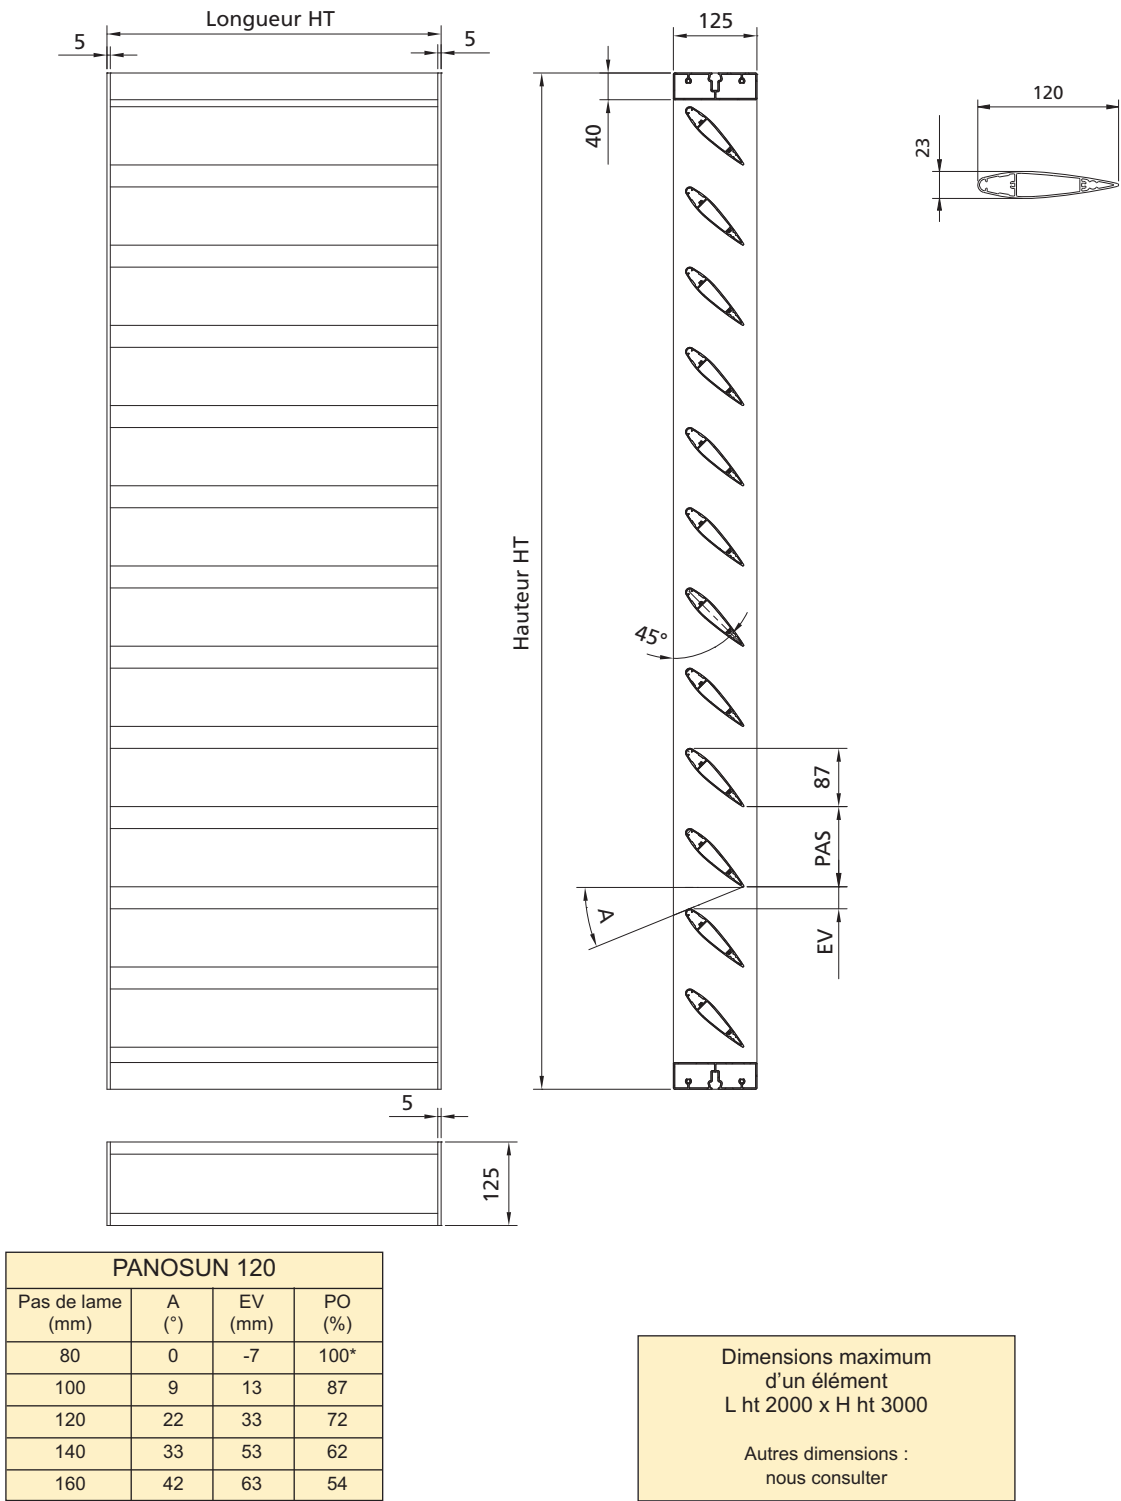 Longueur HT
5
5
125
40
120
23
Hauteur HT
45°
87
PAS
A
EV
5
125
PANOSUN 120
Pas de lame (mm) A (°) EV (mm) PO (%)
80 0 -7 100*
100 9 13 87
120 22 33 72
140 33 53 62
160 42 63 54
Dimensions maximum
d'un élément
L ht 2000 x H ht 3000
Autres dimensions :
nous consulter